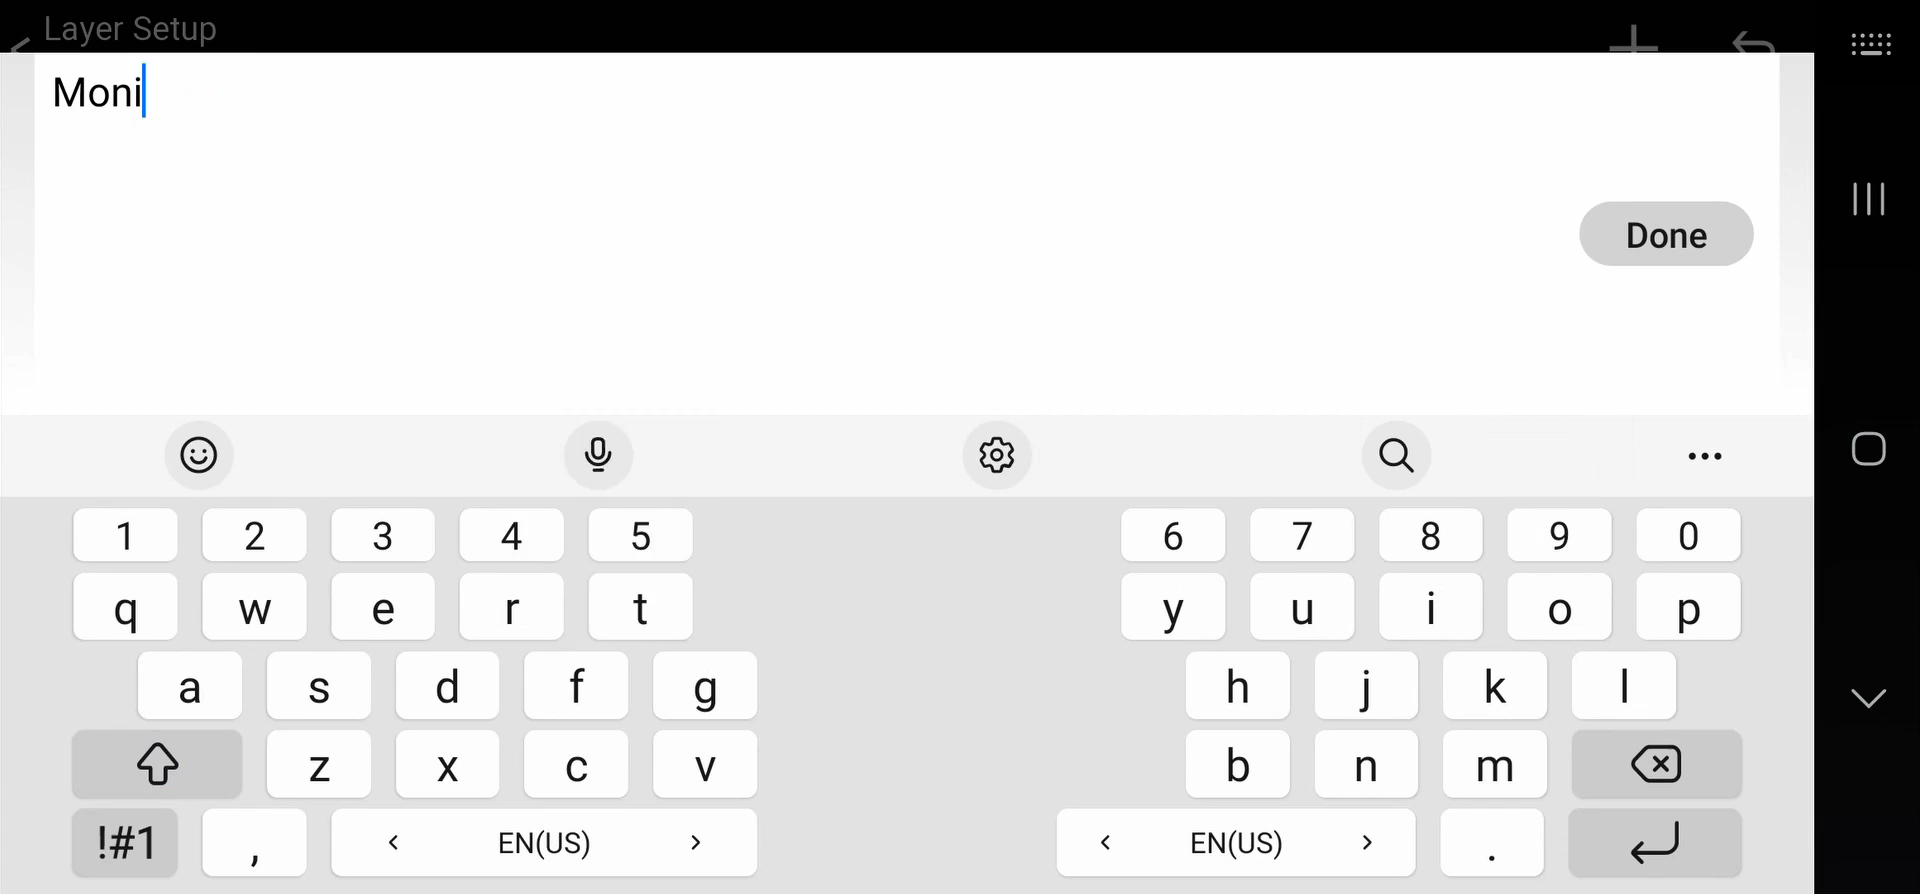 Layer Setup
Moni
Done
1 2 3 4 5 6 7 8 9 0
q w e r t y u i o p
a s d f g h j k l
z x c v b n m
!#1 , < EN(US) > < EN(US) > .